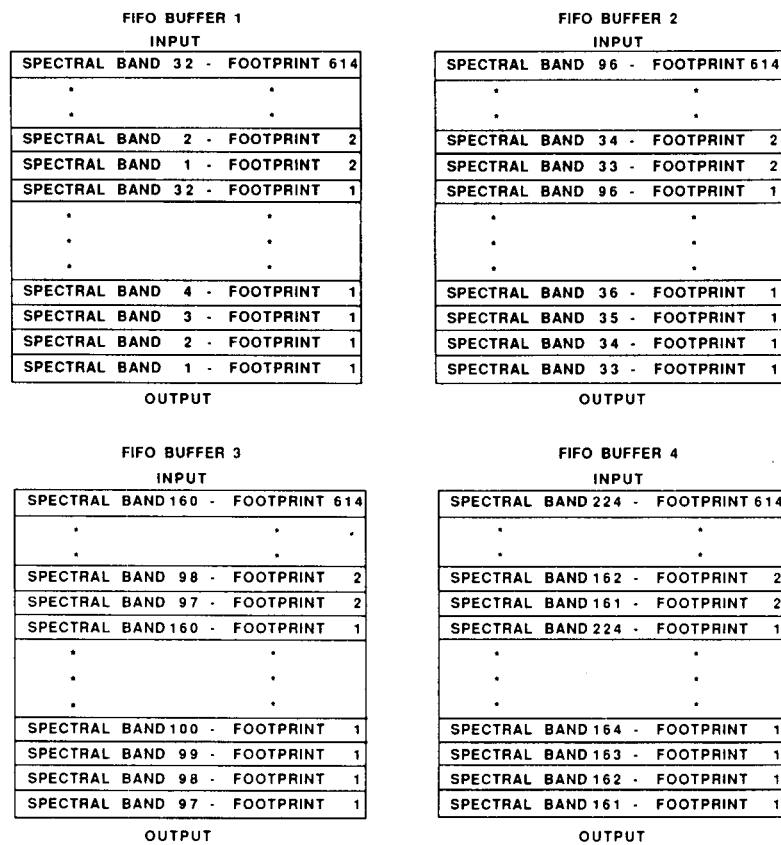 FIFO BUFFER 1
INPUT
SPECTRAL BAND 32 - FOOTPRINT 614
SPECTRAL BAND 2 - FOOTPRINT 2
SPECTRAL BAND 1 - FOOTPRINT 2
SPECTRAL BAND 32 - FOOTPRINT 1
SPECTRAL BAND 4 - FOOTPRINT 1
SPECTRAL BAND 3 - FOOTPRINT 1
SPECTRAL BAND 2 - FOOTPRINT 1
SPECTRAL BAND 1 - FOOTPRINT 1
OUTPUT
FIFO BUFFER 2
INPUT
SPECTRAL BAND 96 - FOOTPRINT 614
SPECTRAL BAND 34 - FOOTPRINT 2
SPECTRAL BAND 33 - FOOTPRINT 2
SPECTRAL BAND 96 - FOOTPRINT 1
SPECTRAL BAND 36 - FOOTPRINT 1
SPECTRAL BAND 35 - FOOTPRINT 1
SPECTRAL BAND 34 - FOOTPRINT 1
SPECTRAL BAND 33 - FOOTPRINT 1
OUTPUT
FIFO BUFFER 3
INPUT
SPECTRAL BAND 160 - FOOTPRINT 614
SPECTRAL BAND 98 - FOOTPRINT 2
SPECTRAL BAND 97 - FOOTPRINT 2
SPECTRAL BAND 160 - FOOTPRINT 1
SPECTRAL BAND 100 - FOOTPRINT 1
SPECTRAL BAND 99 - FOOTPRINT 1
SPECTRAL BAND 98 - FOOTPRINT 1
SPECTRAL BAND 97 - FOOTPRINT 1
OUTPUT
FIFO BUFFER 4
INPUT
SPECTRAL BAND 224 - FOOTPRINT 614
SPECTRAL BAND 162 - FOOTPRINT 2
SPECTRAL BAND 161 - FOOTPRINT 2
SPECTRAL BAND 224 - FOOTPRINT 1
SPECTRAL BAND 164 - FOOTPRINT 1
SPECTRAL BAND 163 - FOOTPRINT 1
SPECTRAL BAND 162 - FOOTPRINT 1
SPECTRAL BAND 161 - FOOTPRINT 1
OUTPUT